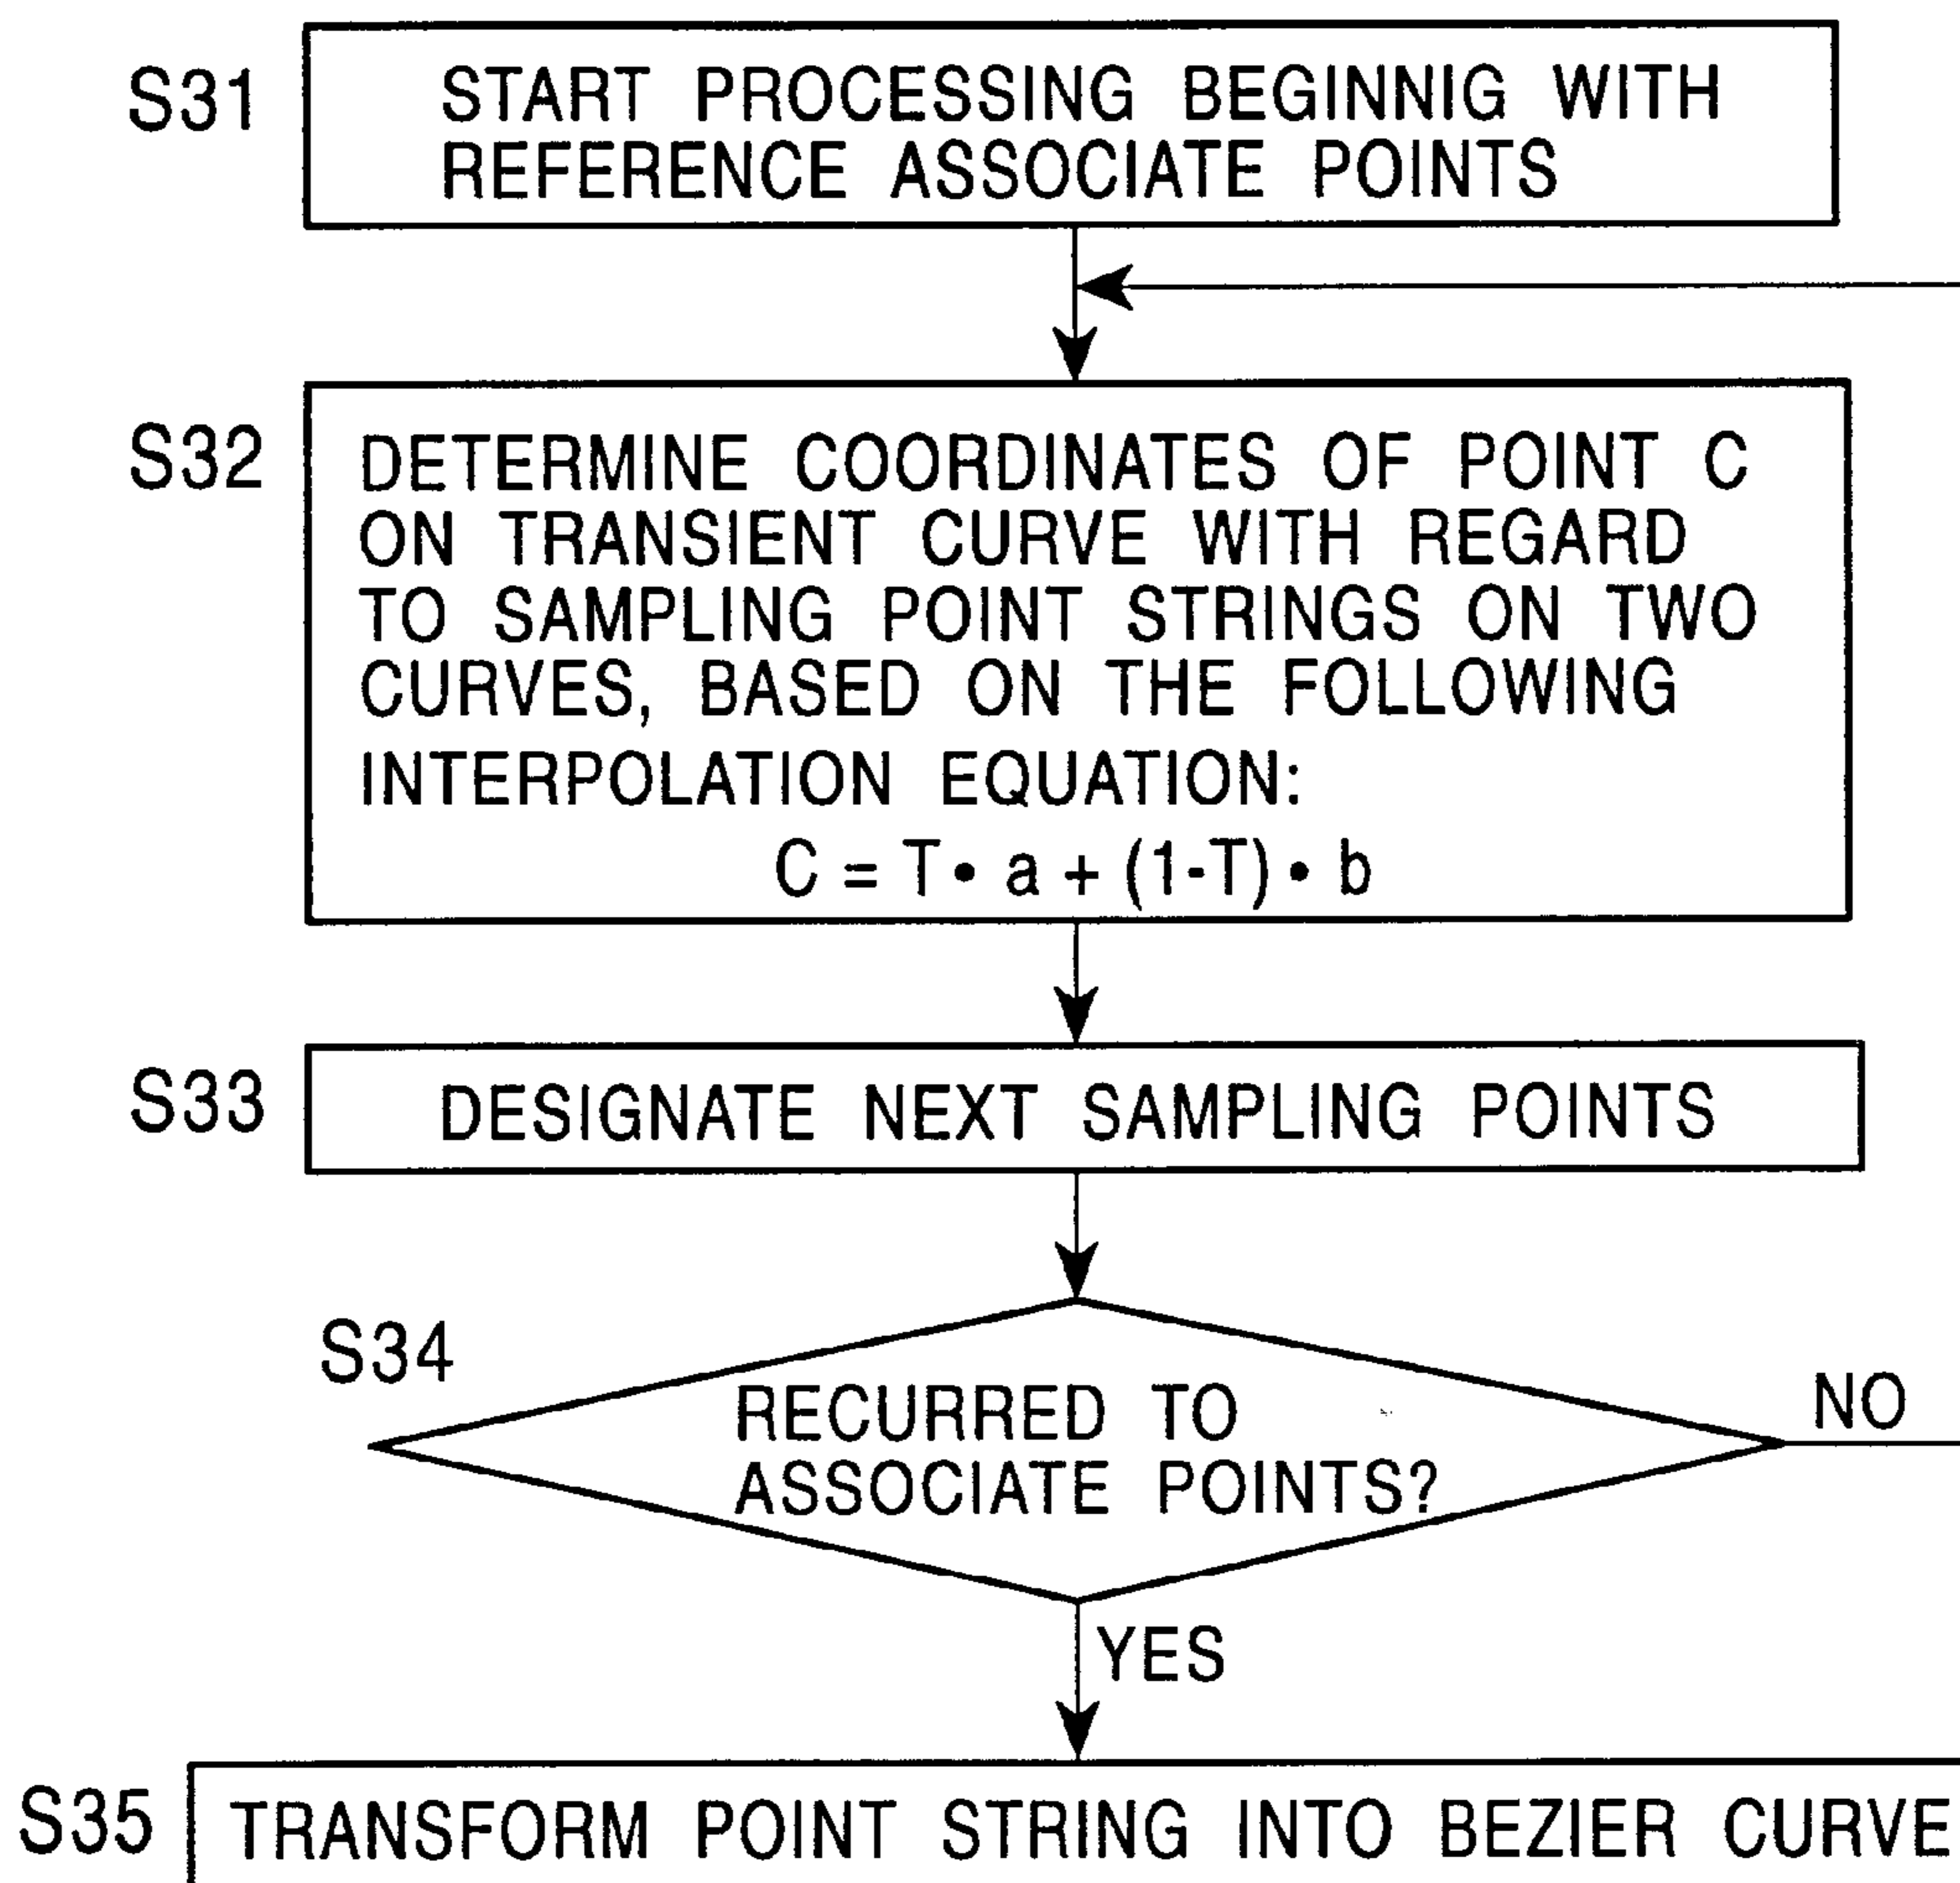 S31
START PROCESSING BEGINNIG WITH
REFERENCE ASSOCIATE POINTS
S32
DETERMINE COORDINATES OF POINT C
ON TRANSIENT CURVE WITH REGARD
TO SAMPLING POINT STRINGS ON TWO
CURVES, BASED ON THE FOLLOWING
INTERPOLATION EQUATION:
C = T• a + (1-T) • b
S33
DESIGNATE NEXT SAMPLING POINTS
S34
RECURRED TO
ASSOCIATE POINTS?
NO
YES
S35
TRANSFORM POINT STRING INTO BEZIER CURVE